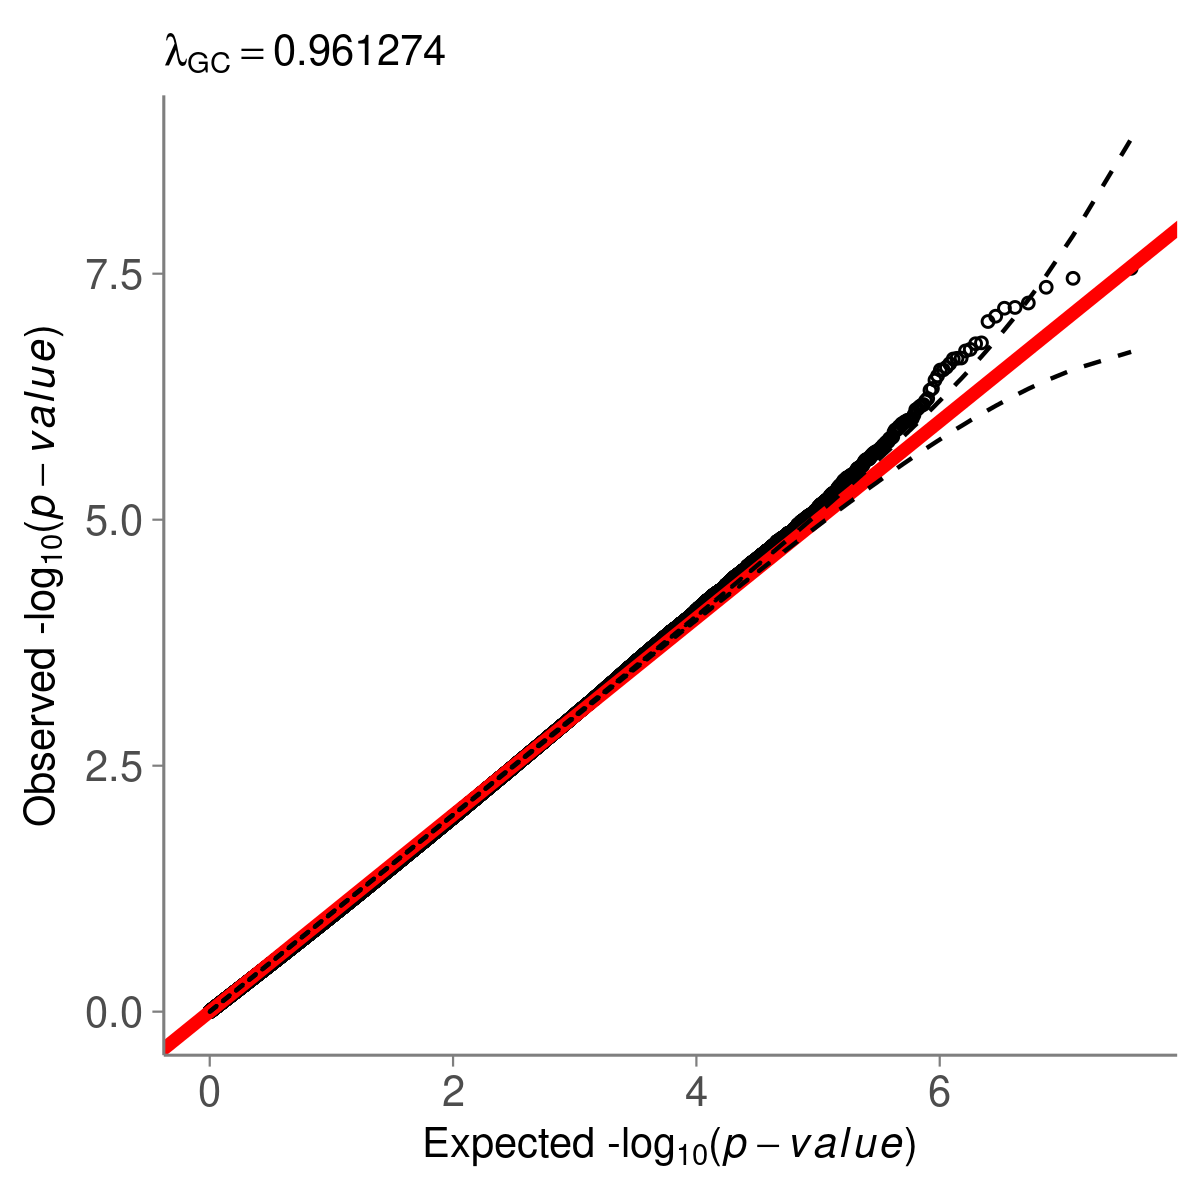 λGC = 0.961274
7.5
5.0
2.5
0.0
Observed -log10(p − value)
0 2 4 6
Expected -log10(p − value)